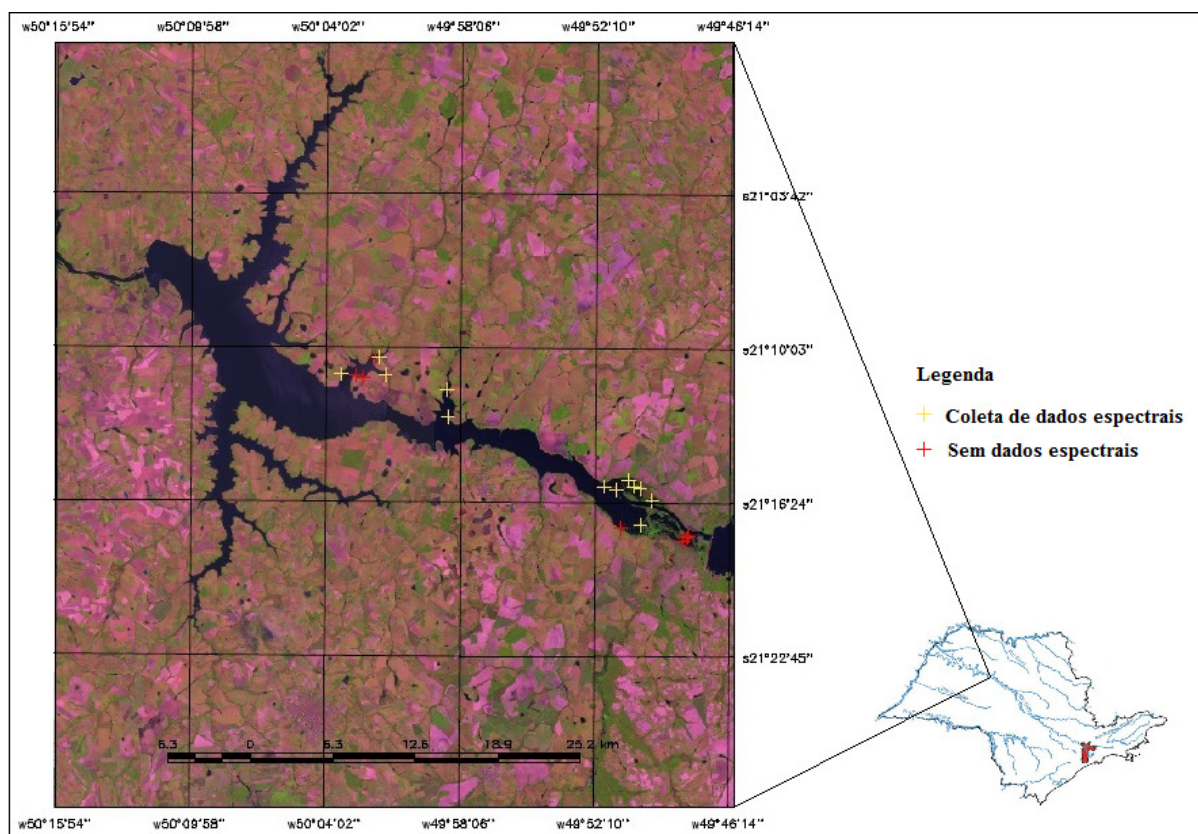 w50°15'54" w50°09'58" w50°04'02" w49°58'06" w49°52'10" w49°46'14"
s21°03'42"
s21°10'03"
Legenda
Coleta de dados espectrais
Sem dados espectrais
s21°16'24"
s21°22'45"
6.3 0 6.3 12.6 18.9 25.2 km
w50°15'54" w50°09'58" w50°04'02" w49°58'06" w49°52'10" w49°46'14"